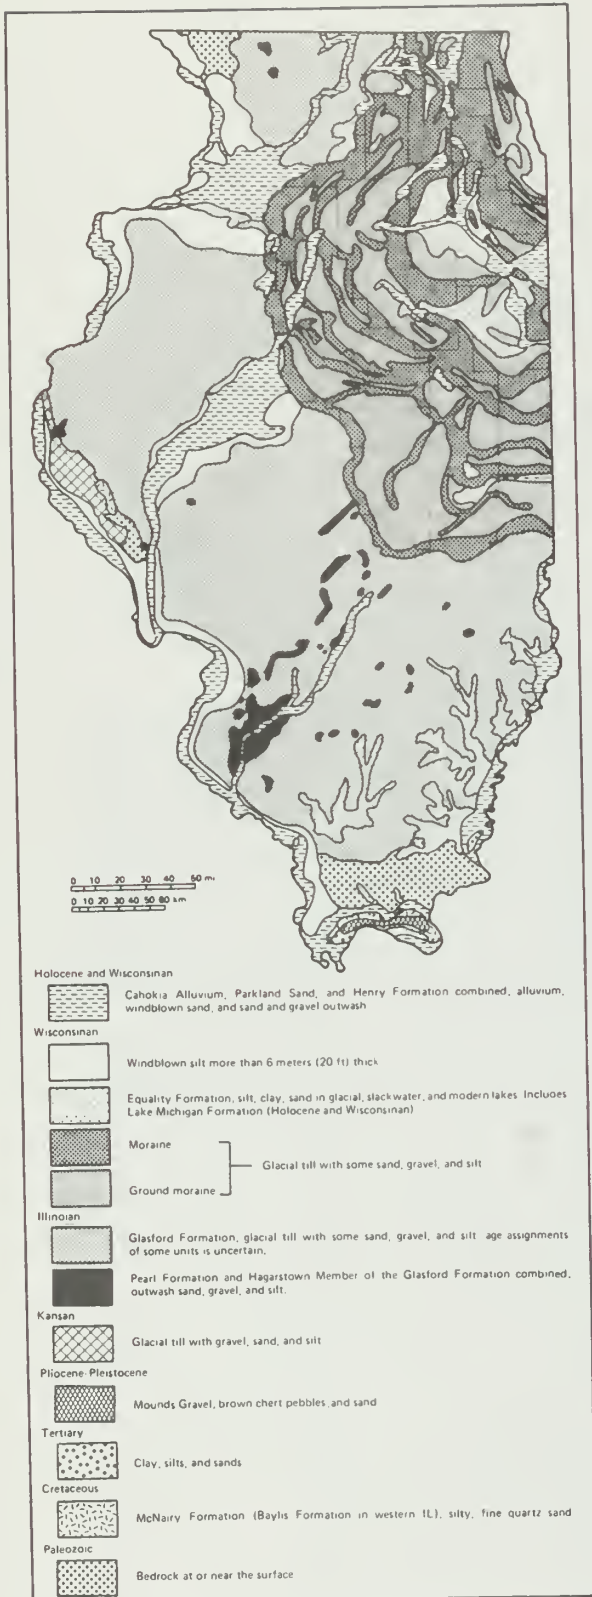 0 10 20 30 40 50 mi
0 10 20 30 40 50 60 km
Holocene and Wisconsinan
Cahokia Alluvium, Parkland Sand, and Henry Formation combined, alluvium,
windblown sand, and sand and gravel outwash
Wisconsinan
Windblown silt more than 6 meters (20 ft) thick
Equality Formation, silt, clay, sand in glacial, slackwater, and modern lakes Includes
Lake Michigan Formation (Holocene and Wisconsinan)
Moraine
Glacial till with some sand, gravel, and silt
Ground moraine
Illinoian
Glasford Formation, glacial till with some sand, gravel, and silt age assignments
of some units is uncertain.
Pearl Formation and Hagarstown Member of the Glasford Formation combined,
outwash sand, gravel, and silt.
Kansan
Glacial till with gravel, sand, and silt
Pliocene-Pleistocene
Mounds Gravel, brown chert pebbles and sand
Tertiary
Clay, silts, and sands
Cretaceous
McNairy Formation (Baylis Formation in western IL), silty, fine quartz sand
Paleozoic
Bedrock at or near the surface